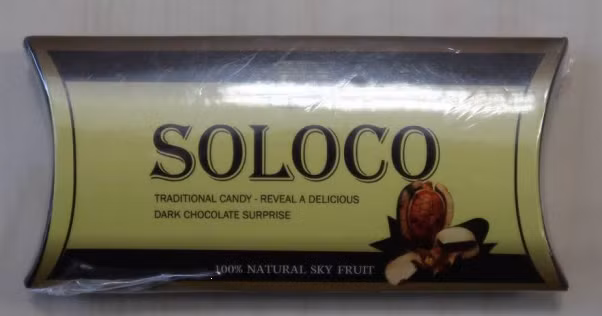 SOLOCO
TRADITIONAL CANDY - REVEAL A DELICIOUS
DARK CHOCOLATE SURPRISE
100% NATURAL SKY FRUIT